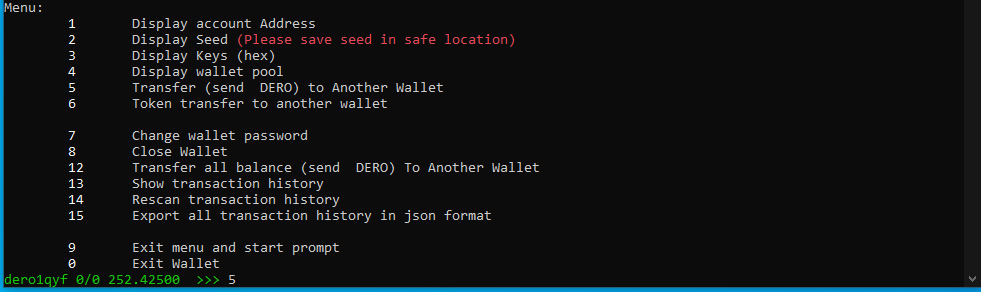 Menu:
1 Display account Address
2 Display Seed (Please save seed in safe location)
3 Display Keys (hex)
4 Display wallet pool
5 Transfer (send  DERO) to Another Wallet
6 Token transfer to another wallet
7 Change wallet password
8 Close Wallet
12 Transfer all balance (send  DERO) To Another Wallet
13 Show transaction history
14 Rescan transaction history
15 Export all transaction history in json format
9 Exit menu and start prompt
0 Exit Wallet
dero1qyf 0/0 252.42500  >>> 5